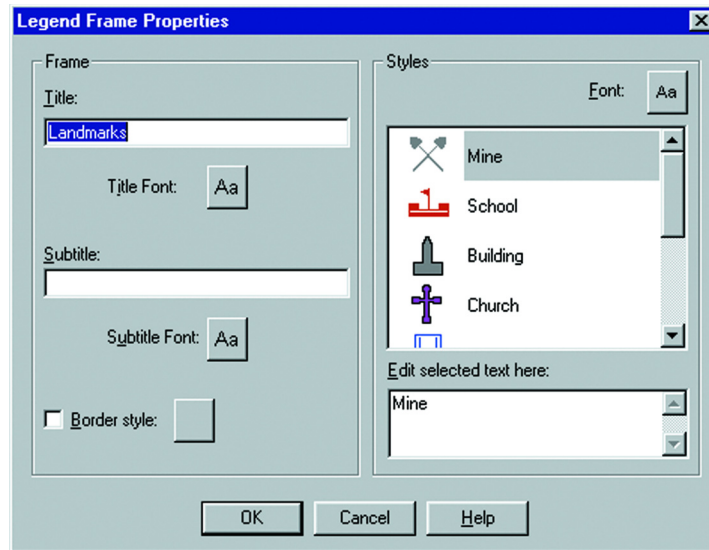 Legend Frame Properties
Frame
Title:
Landmarks
Title Font: Aa
Subtitle:
Subtitle Font: Aa
Border style:
Styles
Font: Aa
Mine
School
Building
Church
Edit selected text here:
Mine
OK Cancel Help